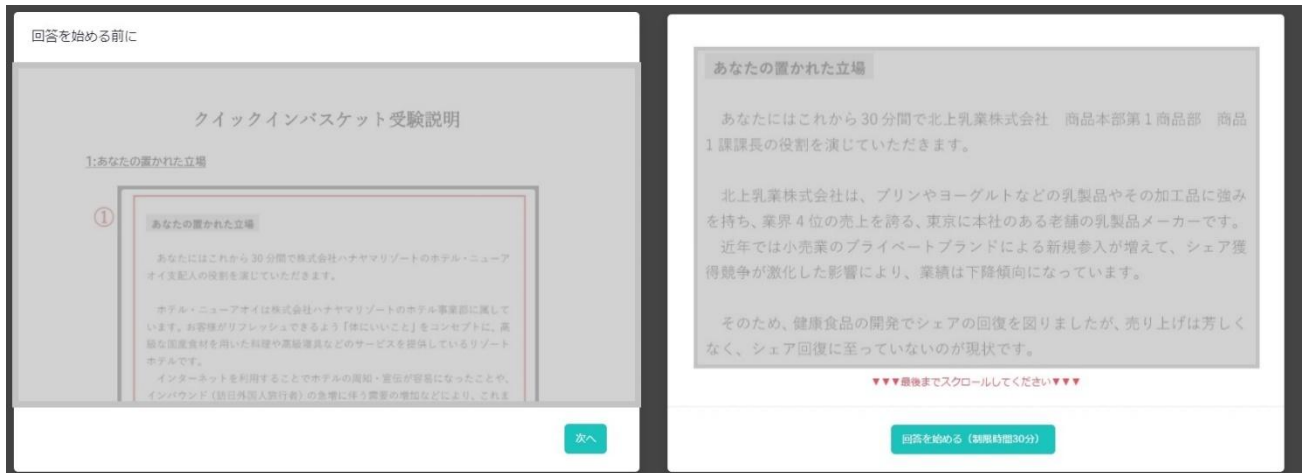 回答を始める前に
クイックインバスケット受験説明
1:あなたの置かれた立場
①
あなたの置かれた立場
あなたにはこれから30分間で株式会社ハナヤマリゾートのホテル・ニューア
オイ支配人の役割を演じていただきます。
ホテル・ニューアオイは株式会社ハナヤマリゾートのホテル事業部に属して
います。お客様がリフレッシュできるよう「体にいいこと」をコンセプトに、高
級な国産食材を用いた料理や高級寝具などのサービスを提供しているリゾート
ホテルです。
インターネットを利用することでホテルの周知・宣伝が容易になったことや、
インバウンド(訪日外国人旅行者)の急増に伴う需要の増加などにより、これま
次へ
あなたの置かれた立場
あなたにはこれから30分間で北上乳業株式会社 商品本部第1商品部 商品
1課課長の役割を演じていただきます。
北上乳業株式会社は、プリンやヨーグルトなどの乳製品やその加工品に強み
を持ち、業界4位の売上を誇る、東京に本社のある老舗の乳製品メーカーです。
近年では小売業のプライベートブランドによる新規参入が増えて、シェア獲
得競争が激化した影響により、業績は下降傾向になっています。
そのため、健康食品の開発でシェアの回復を図りましたが、売り上げは芳しく
なく、シェア回復に至っていないのが現状です。
▼▼▼最後までスクロールしてください▼▼▼
回答を始める(制限時間30分)